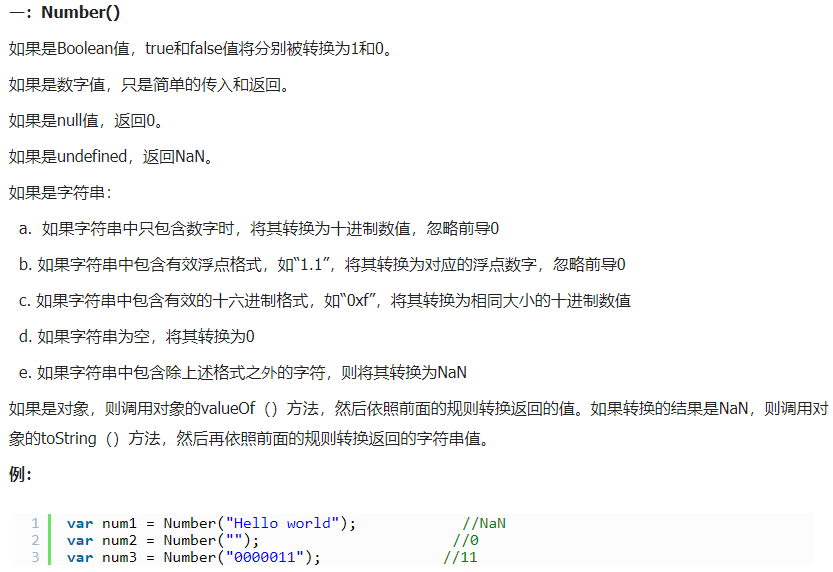 一：Number()
如果是Boolean值，true和false值将分别被转换为1和0。
如果是数字值，只是简单的传入和返回。
如果是null值，返回0。
如果是undefined，返回NaN。
如果是字符串：
a. 如果字符串中只包含数字时，将其转换为十进制数值，忽略前导0
b. 如果字符串中包含有效浮点格式，如“1.1”，将其转换为对应的浮点数字，忽略前导0
c. 如果字符串中包含有效的十六进制格式，如“0xf”，将其转换为相同大小的十进制数值
d. 如果字符串为空，将其转换为0
e. 如果字符串中包含除上述格式之外的字符，则将其转换为NaN
如果是对象，则调用对象的valueOf（）方法，然后依照前面的规则转换返回的值。如果转换的结果是NaN，则调用对
象的toString（）方法，然后再依照前面的规则转换返回的字符串值。
例：
1 var num1 = Number("Hello world"); //NaN
2 var num2 = Number(""); //0
3 var num3 = Number("0000011"); //11